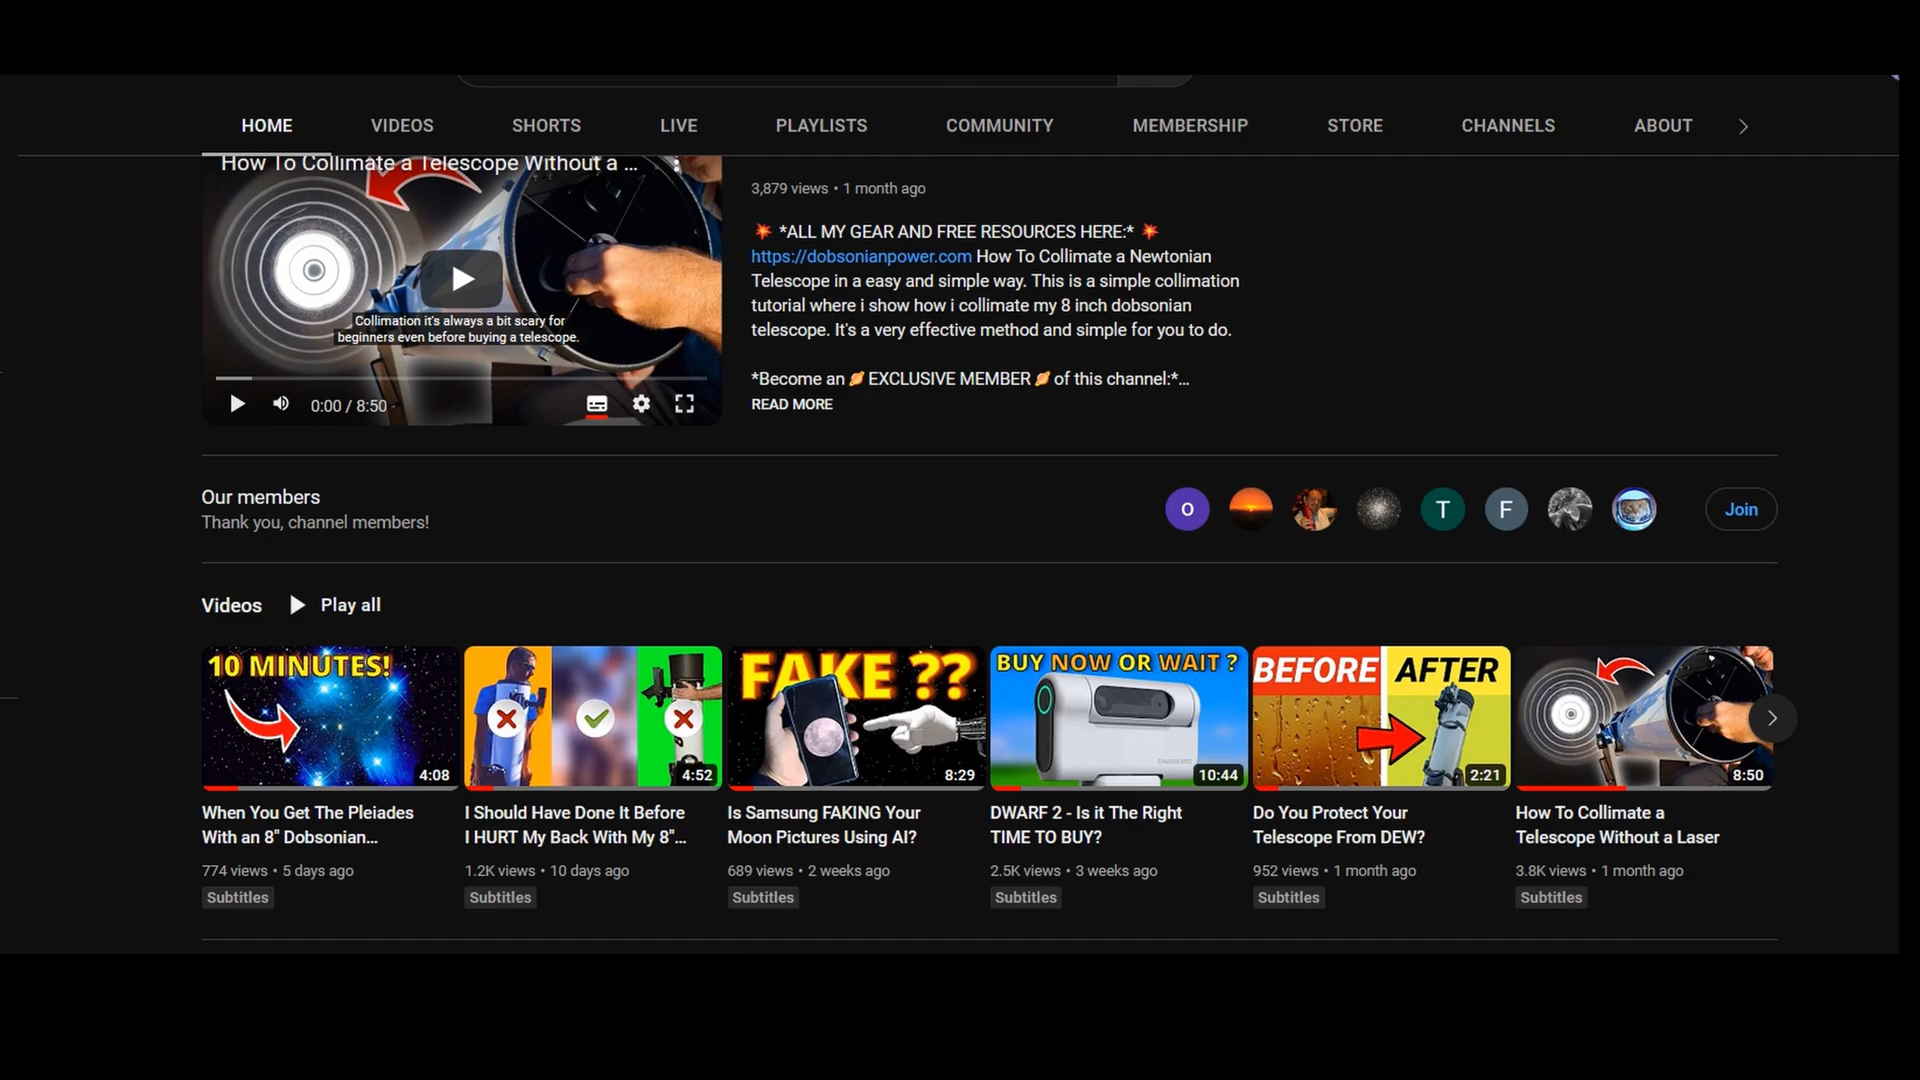 HOME
VIDEOS
SHORTS
LIVE
PLAYLISTS
COMMUNITY
MEMBERSHIP
STORE
CHANNELS
ABOUT
How To Collimate a Telescope Without a ...
Collimation it's always a bit scary for
beginners even before buying a telescope.
0:00 / 8:50
3,879 views • 1 month ago
💥 *ALL MY GEAR AND FREE RESOURCES HERE:* 💥
https://dobsonianpower.com How To Collimate a Newtonian
Telescope in a easy and simple way. This is a simple collimation
tutorial where i show how i collimate my 8 inch dobsonian
telescope. It's a very effective method and simple for you to do.
*Become an 🪐 EXCLUSIVE MEMBER 🪐 of this channel:*...
READ MORE
Our members
Thank you, channel members!
O
T
F
Join
Videos
Play all
10 MINUTES!
4:08
When You Get The Pleiades
With an 8" Dobsonian...
774 views • 5 days ago
Subtitles
4:52
I Should Have Done It Before
I HURT My Back With My 8"...
1.2K views • 10 days ago
Subtitles
FAKE ??
8:29
Is Samsung FAKING Your
Moon Pictures Using AI?
689 views • 2 weeks ago
Subtitles
BUY NOW OR WAIT ?
10:44
DWARF 2 - Is it The Right
TIME TO BUY?
2.5K views • 3 weeks ago
Subtitles
BEFORE AFTER
2:21
Do You Protect Your
Telescope From DEW?
952 views • 1 month ago
Subtitles
8:50
How To Collimate a
Telescope Without a Laser
3.8K views • 1 month ago
Subtitles